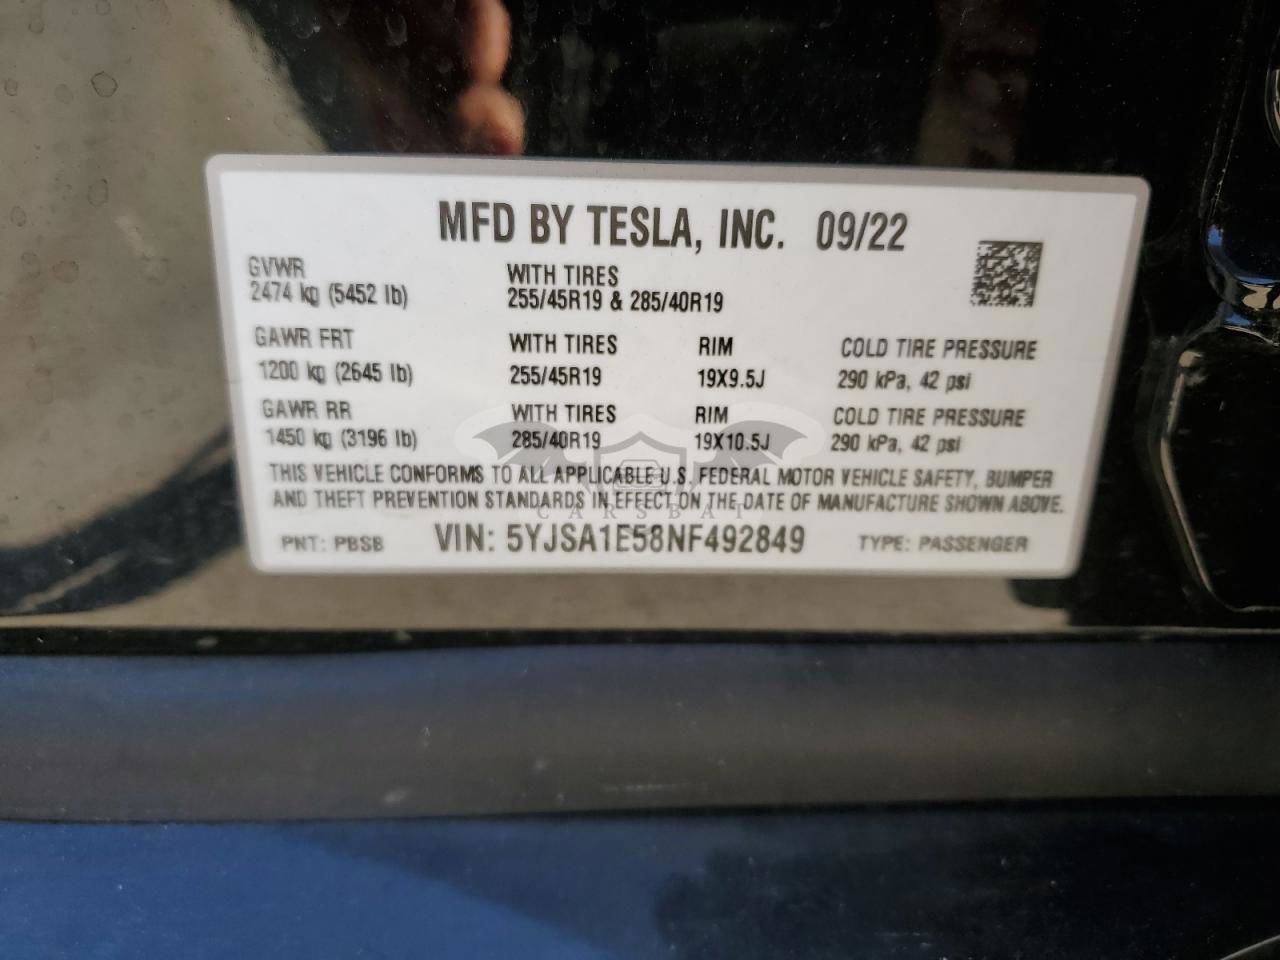 MFD BY TESLA, INC. 09/22
GVWR
2474 kg (5452 lb)
WITH TIRES
255/45R19 & 285/40R19
GAWR FRT WITH TIRES RIM COLD TIRE PRESSURE
1200 kg (2645 lb) 255/45R19 19X9.5J 290 kPa, 42 psi
GAWR RR WITH TIRES RIM COLD TIRE PRESSURE
1450 kg (3196 lb) 285/40R19 19X10.5J 290 kPa, 42 psi
THIS VEHICLE CONFORMS TO ALL APPLICABLE U.S. FEDERAL MOTOR VEHICLE SAFETY, BUMPER
AND THEFT PREVENTION STANDARDS IN EFFECT ON THE DATE OF MANUFACTURE SHOWN ABOVE.
CARSBAT
PNT: PBSB VIN: 5YJSA1E58NF492849 TYPE: PASSENGER